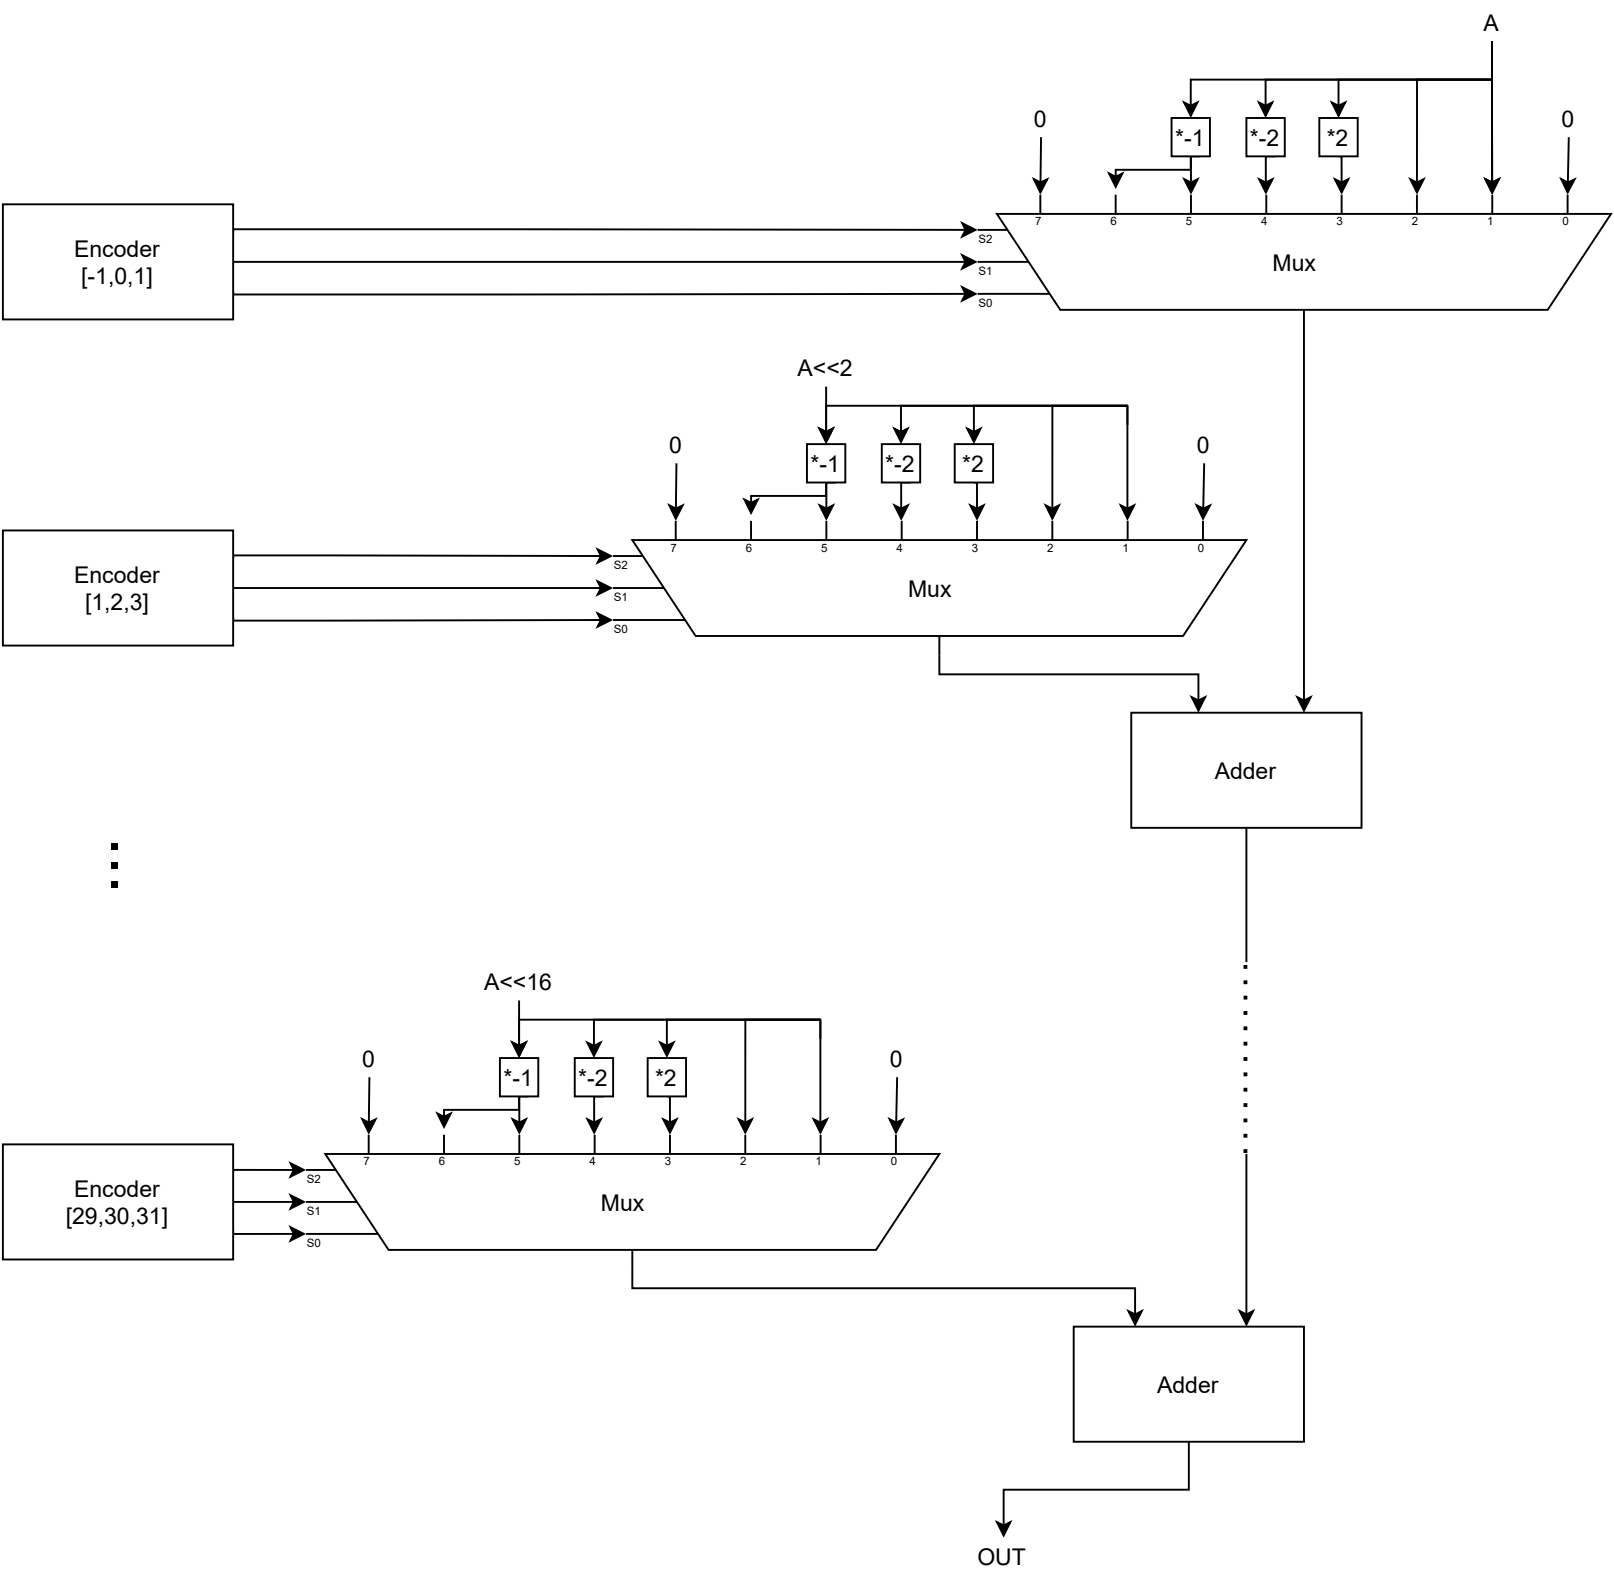 A
0
0
*-1
*-2
*2
Encoder
[-1,0,1]
7
6
5
4
3
2
1
0
S2
S1
S0
Mux
A<<2
0
0
*-1
*-2
*2
Encoder
[1,2,3]
7
6
5
4
3
2
1
0
S2
S1
S0
Mux
Adder
A<<16
0
0
*-1
*-2
*2
Encoder
[29,30,31]
7
6
5
4
3
2
1
0
S2
S1
S0
Mux
Adder
OUT